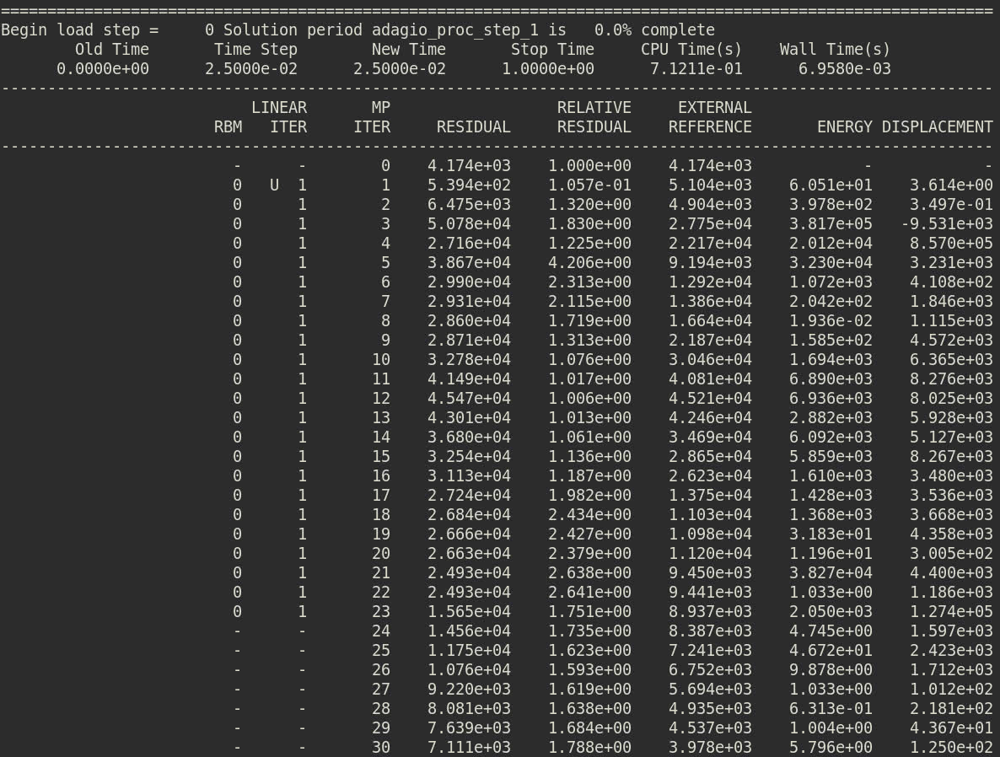 Begin load step = 0 Solution period adagio_proc_step_1 is 0.0% complete
Old Time Time Step New Time Stop Time CPU Time(s) Wall Time(s)
0.0000e+00 2.5000e-02 2.5000e-02 1.0000e+00 7.1211e-01 6.9580e-03
LINEAR MP RELATIVE EXTERNAL
RBM ITER ITER RESIDUAL RESIDUAL REFERENCE ENERGY DISPLACEMENT
- - 0 4.174e+03 1.000e+00 4.174e+03 - -
0 U 1 1 5.394e+02 1.057e-01 5.104e+03 6.051e+01 3.614e+00
0 1 2 6.475e+03 1.320e+00 4.904e+03 3.978e+02 3.497e-01
0 1 3 5.078e+04 1.830e+00 2.775e+04 3.817e+05 -9.531e+03
0 1 4 2.716e+04 1.225e+00 2.217e+04 2.012e+04 8.570e+05
0 1 5 3.867e+04 4.206e+00 9.194e+03 3.230e+04 3.231e+03
0 1 6 2.990e+04 2.313e+00 1.292e+04 1.072e+03 4.108e+02
0 1 7 2.931e+04 2.115e+00 1.386e+04 2.042e+02 1.846e+03
0 1 8 2.860e+04 1.719e+00 1.664e+04 1.936e-02 1.115e+03
0 1 9 2.871e+04 1.313e+00 2.187e+04 1.585e+02 4.572e+03
0 1 10 3.278e+04 1.076e+00 3.046e+04 1.694e+03 6.365e+03
0 1 11 4.149e+04 1.017e+00 4.081e+04 6.890e+03 8.276e+03
0 1 12 4.547e+04 1.006e+00 4.521e+04 6.936e+03 8.025e+03
0 1 13 4.301e+04 1.013e+00 4.246e+04 2.882e+03 5.928e+03
0 1 14 3.680e+04 1.061e+00 3.469e+04 6.092e+03 5.127e+03
0 1 15 3.254e+04 1.136e+00 2.865e+04 5.859e+03 8.267e+03
0 1 16 3.113e+04 1.187e+00 2.623e+04 1.610e+03 3.480e+03
0 1 17 2.724e+04 1.982e+00 1.375e+04 1.428e+03 3.536e+03
0 1 18 2.684e+04 2.434e+00 1.103e+04 1.368e+03 3.668e+03
0 1 19 2.666e+04 2.427e+00 1.098e+04 3.183e+01 4.358e+03
0 1 20 2.663e+04 2.379e+00 1.120e+04 1.196e+01 3.005e+02
0 1 21 2.493e+04 2.638e+00 9.450e+03 3.827e+04 4.400e+03
0 1 22 2.493e+04 2.641e+00 9.441e+03 1.033e+00 1.186e+03
0 1 23 1.565e+04 1.751e+00 8.937e+03 2.050e+03 1.274e+05
- - 24 1.456e+04 1.735e+00 8.387e+03 4.745e+00 1.597e+03
- - 25 1.175e+04 1.623e+00 7.241e+03 4.672e+01 2.423e+03
- - 26 1.076e+04 1.593e+00 6.752e+03 9.878e+00 1.712e+03
- - 27 9.220e+03 1.619e+00 5.694e+03 1.033e+00 1.012e+02
- - 28 8.081e+03 1.638e+00 4.935e+03 6.313e-01 2.181e+02
- - 29 7.639e+03 1.684e+00 4.537e+03 1.004e+00 4.367e+01
- - 30 7.111e+03 1.788e+00 3.978e+03 5.796e+00 1.250e+02